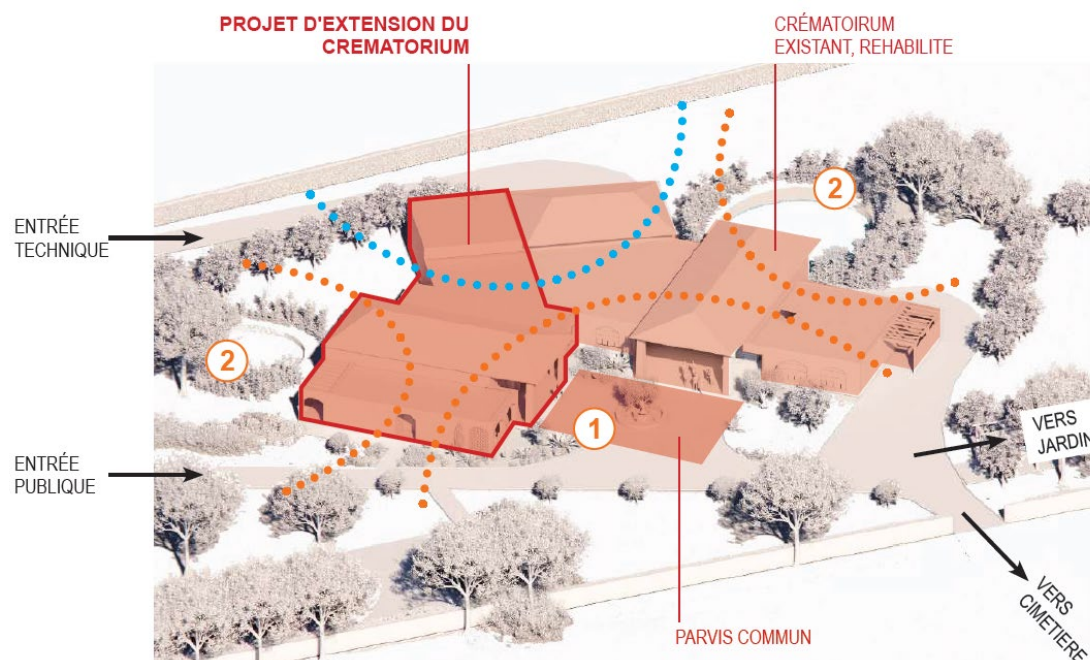 PROJET D'EXTENSION DU
CREMATORIUM
CRÉMATOIRUM
EXISTANT, REHABILITE
2
ENTRÉE
TECHNIQUE
2
1
ENTRÉE
PUBLIQUE
VERS
JARDIN
VERS
CIMETIERE
PARVIS COMMUN